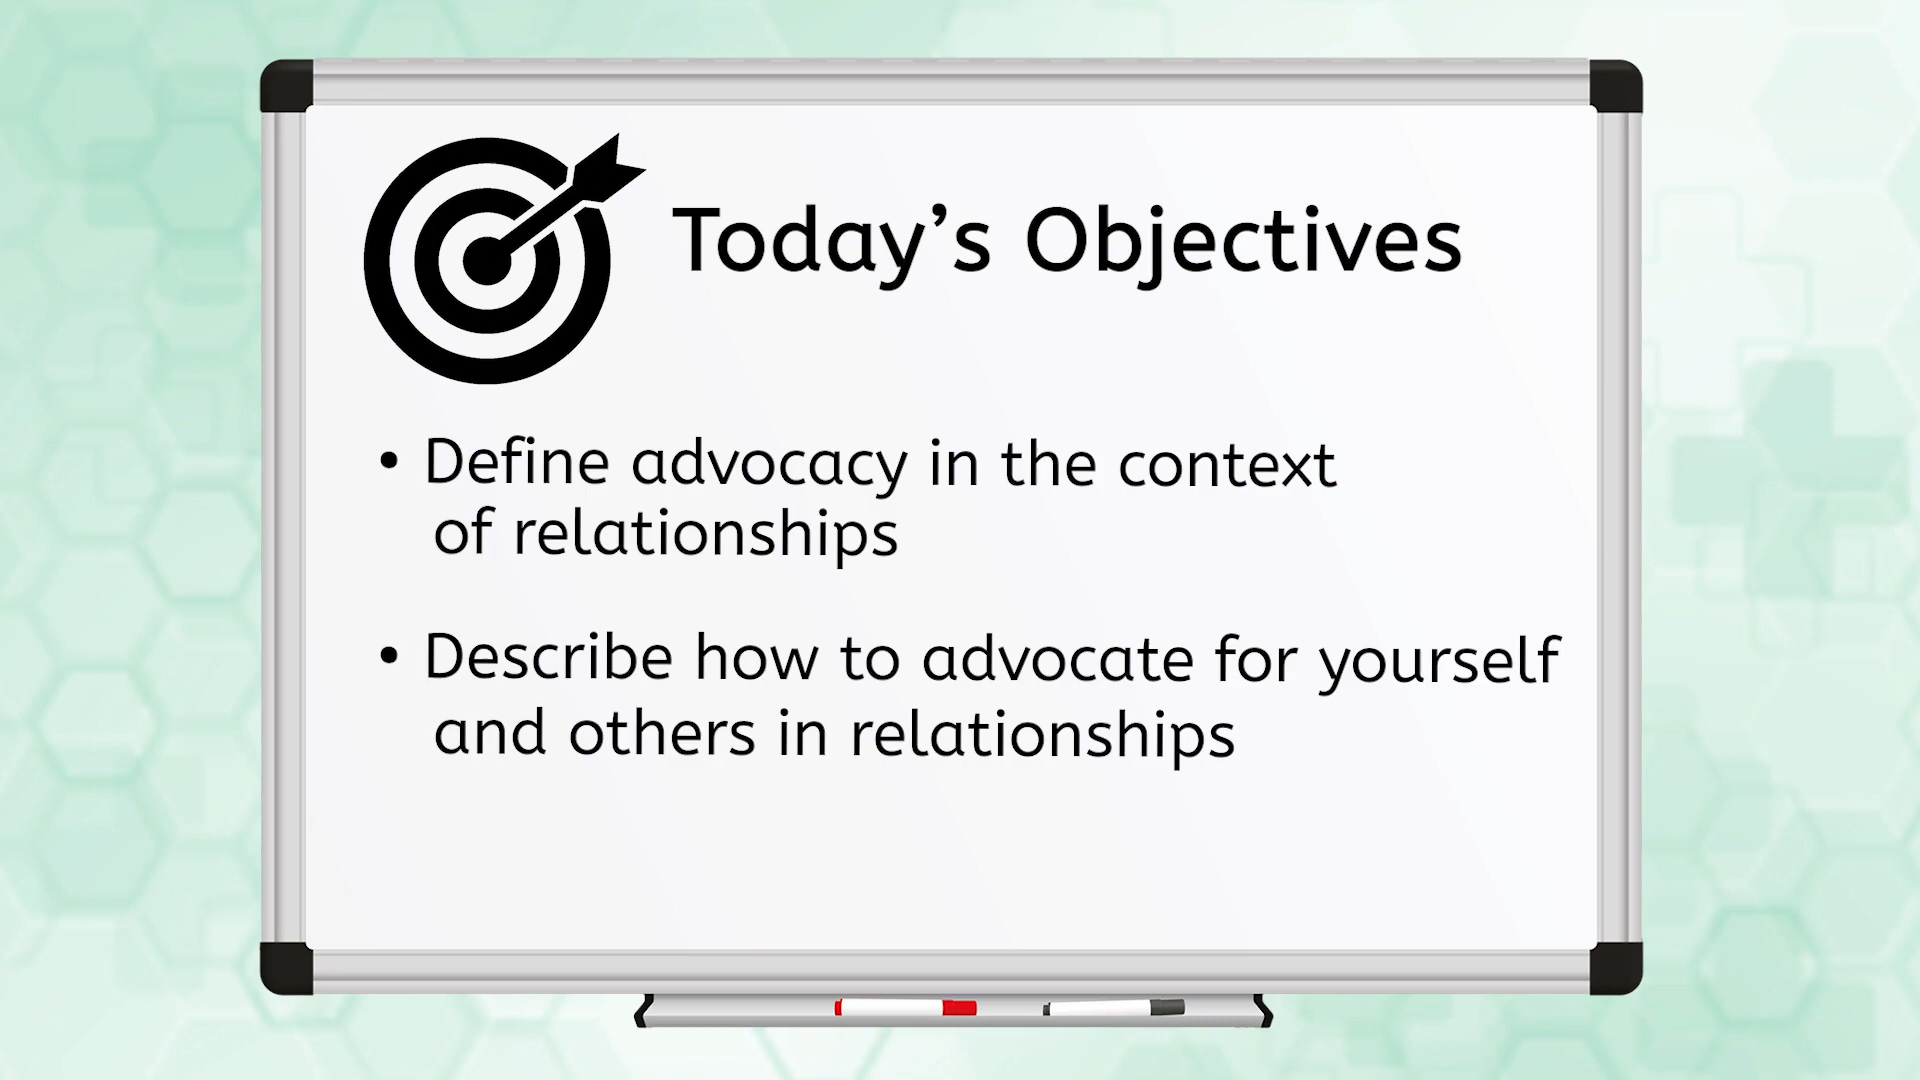 Today’s Objectives
• Define advocacy in the context
of relationships
• Describe how to advocate for yourself
and others in relationships